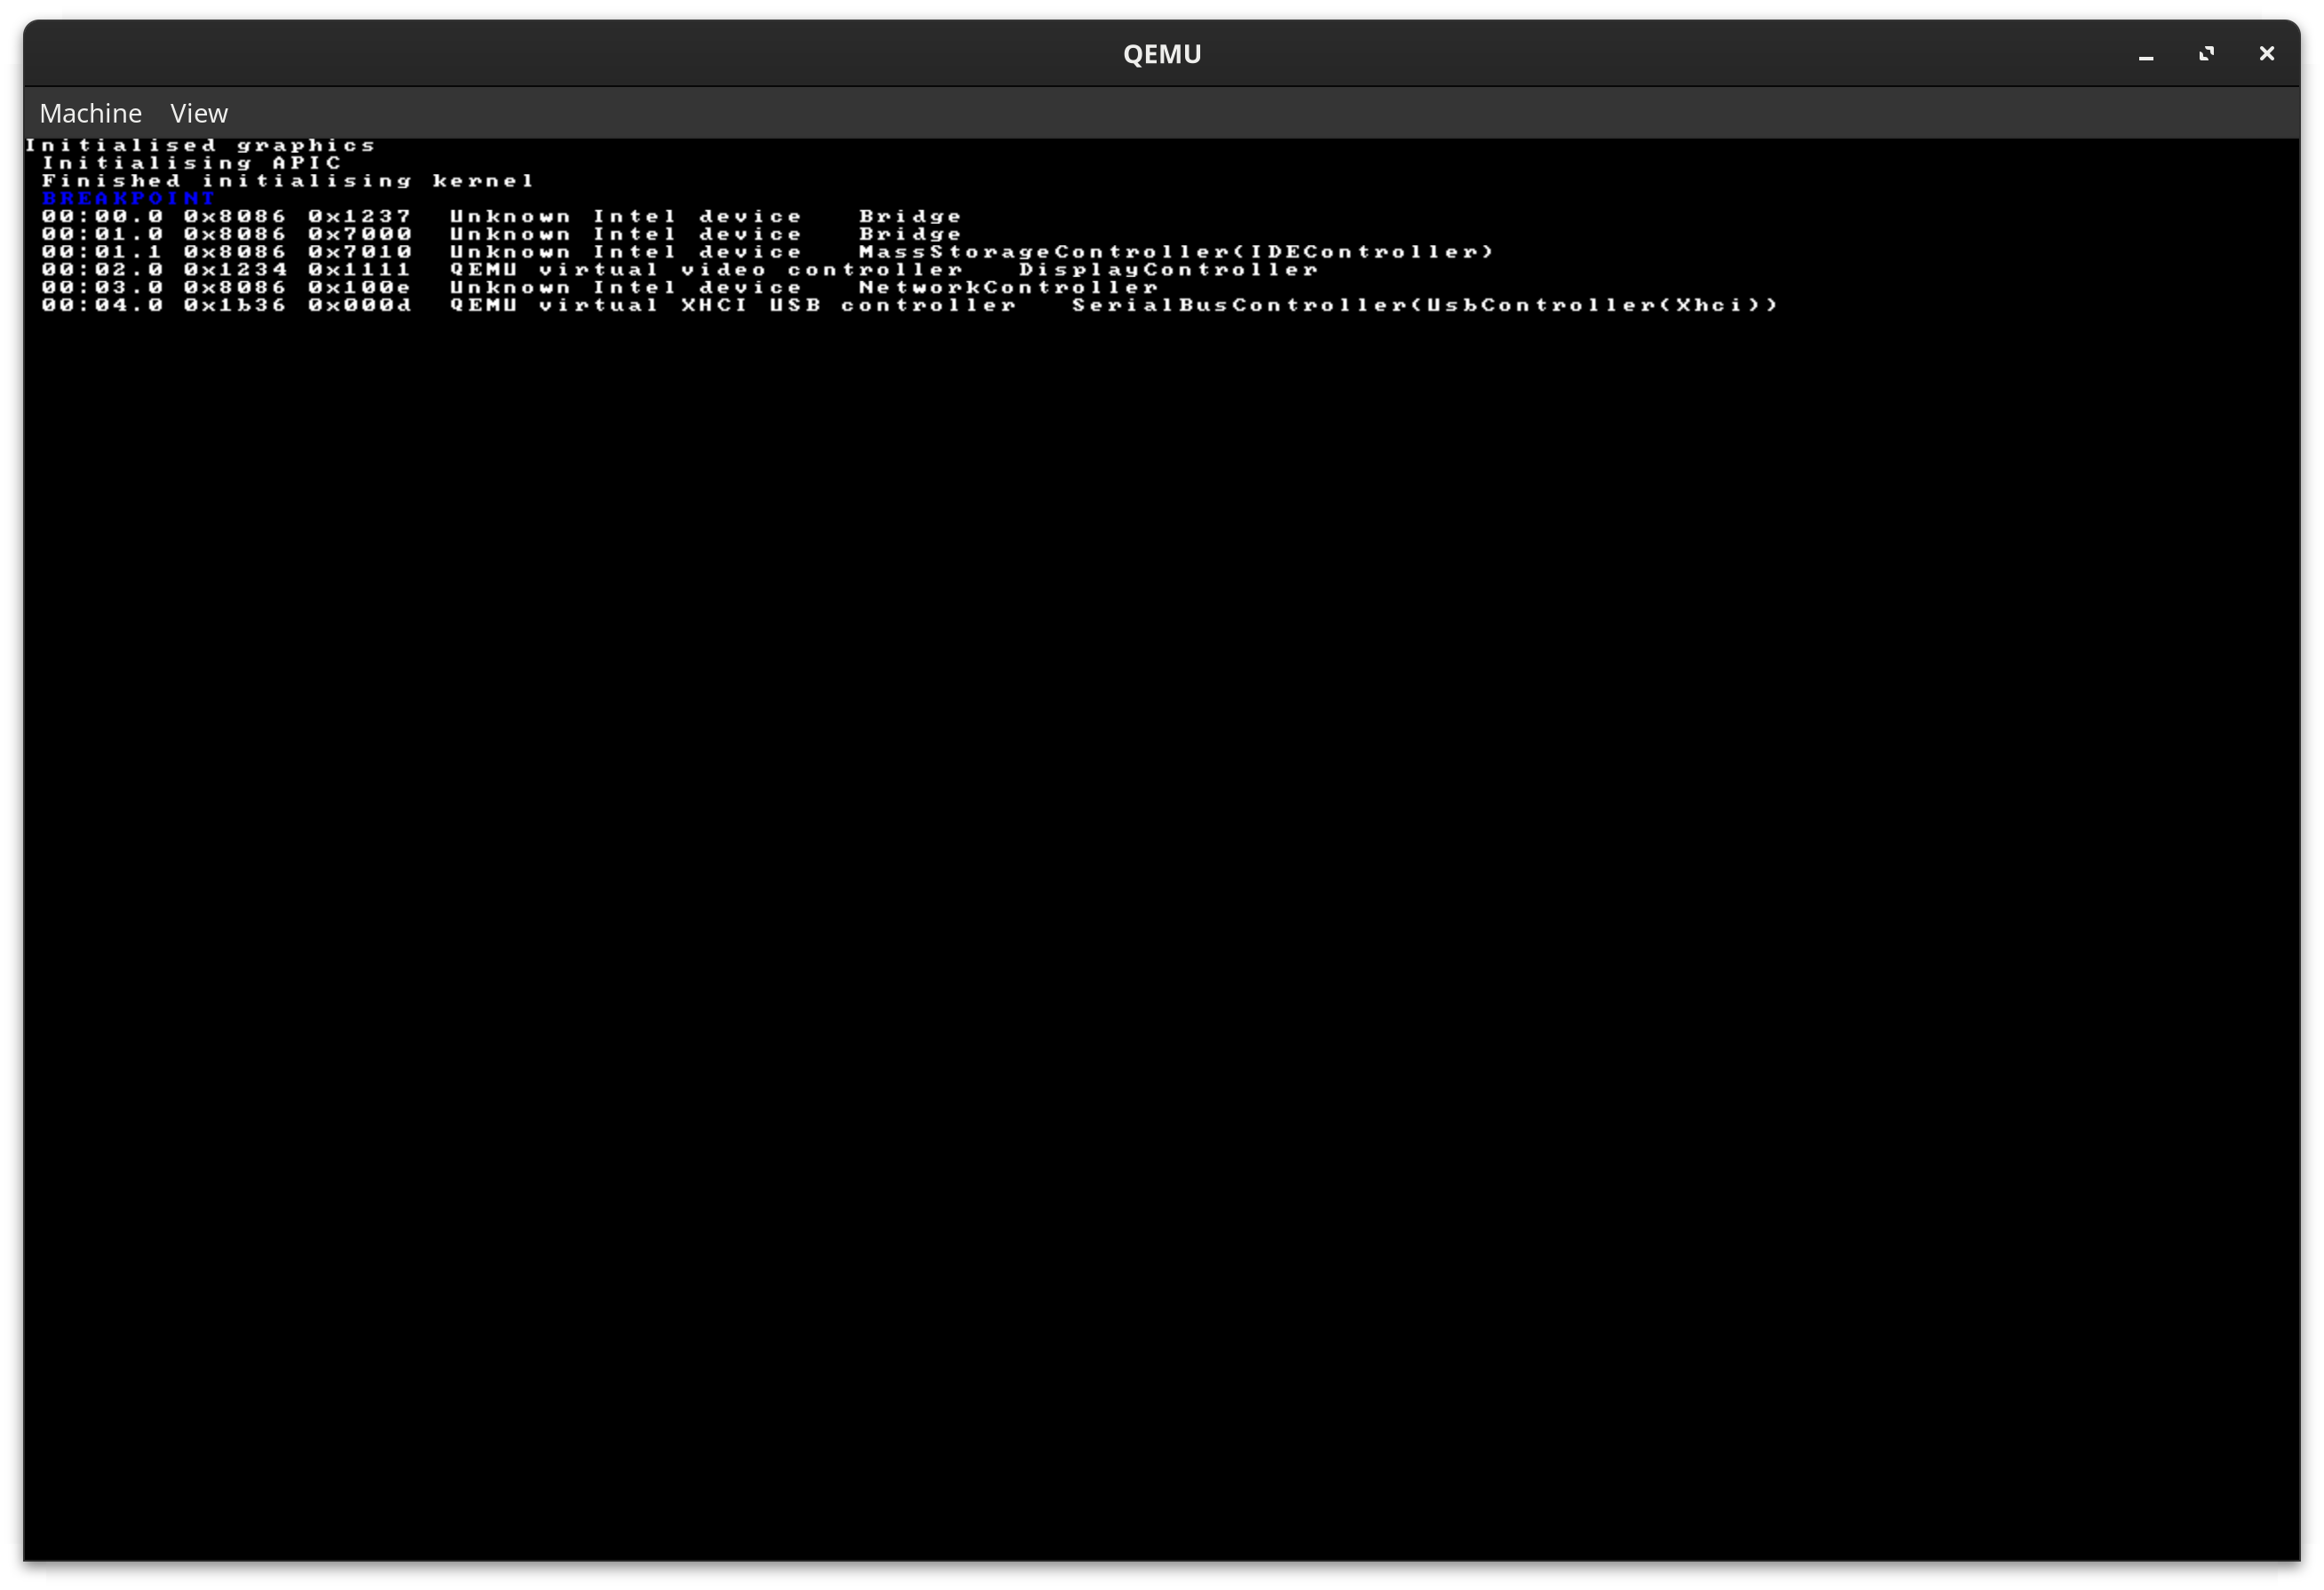 QEMU
Machine View
Initialised graphics
Initialising APIC
Finished initialising kernel
BREAKPOINT
00:00.0 0x8086 0x1237 Unknown Intel device Bridge
00:01.0 0x8086 0x7000 Unknown Intel device Bridge
00:01.1 0x8086 0x7010 Unknown Intel device MassStorageController(IDEController)
00:02.0 0x1234 0x1111 QEMU virtual video controller DisplayController
00:03.0 0x8086 0x100e Unknown Intel device NetworkController
00:04.0 0x1b36 0x000d QEMU virtual XHCI USB controller SerialBusController(UsbController(Xhci))